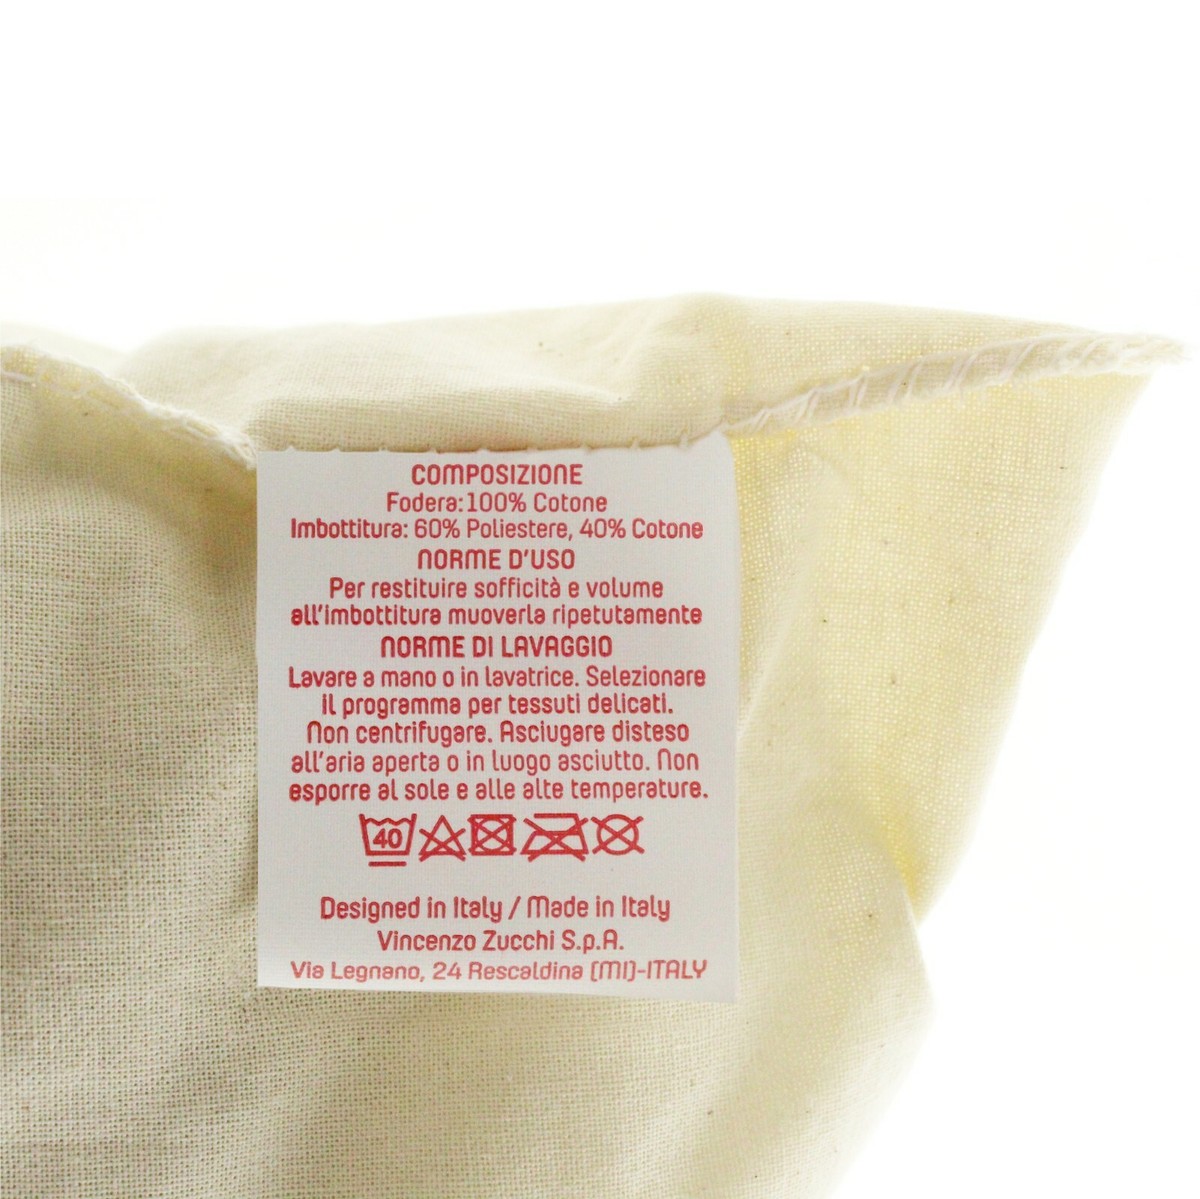 COMPOSIZIONE
Fodera: 100% Cotone
Imbottitura: 60% Poliestere, 40% Cotone
NORME D'USO
Per restituire sofficità e volume
all'imbottitura muoverla ripetutamente
NORME DI LAVAGGIO
Lavare a mano o in lavatrice. Selezionare
il programma per tessuti delicati.
Non centrifugare. Asciugare disteso
all'aria aperta o in luogo asciutto. Non
esporre al sole e alle alte temperature.
40
Designed in Italy / Made in Italy
Vincenzo Zucchi S.p.A.
Via Legnano, 24 Rescaldina (MI)-ITALY